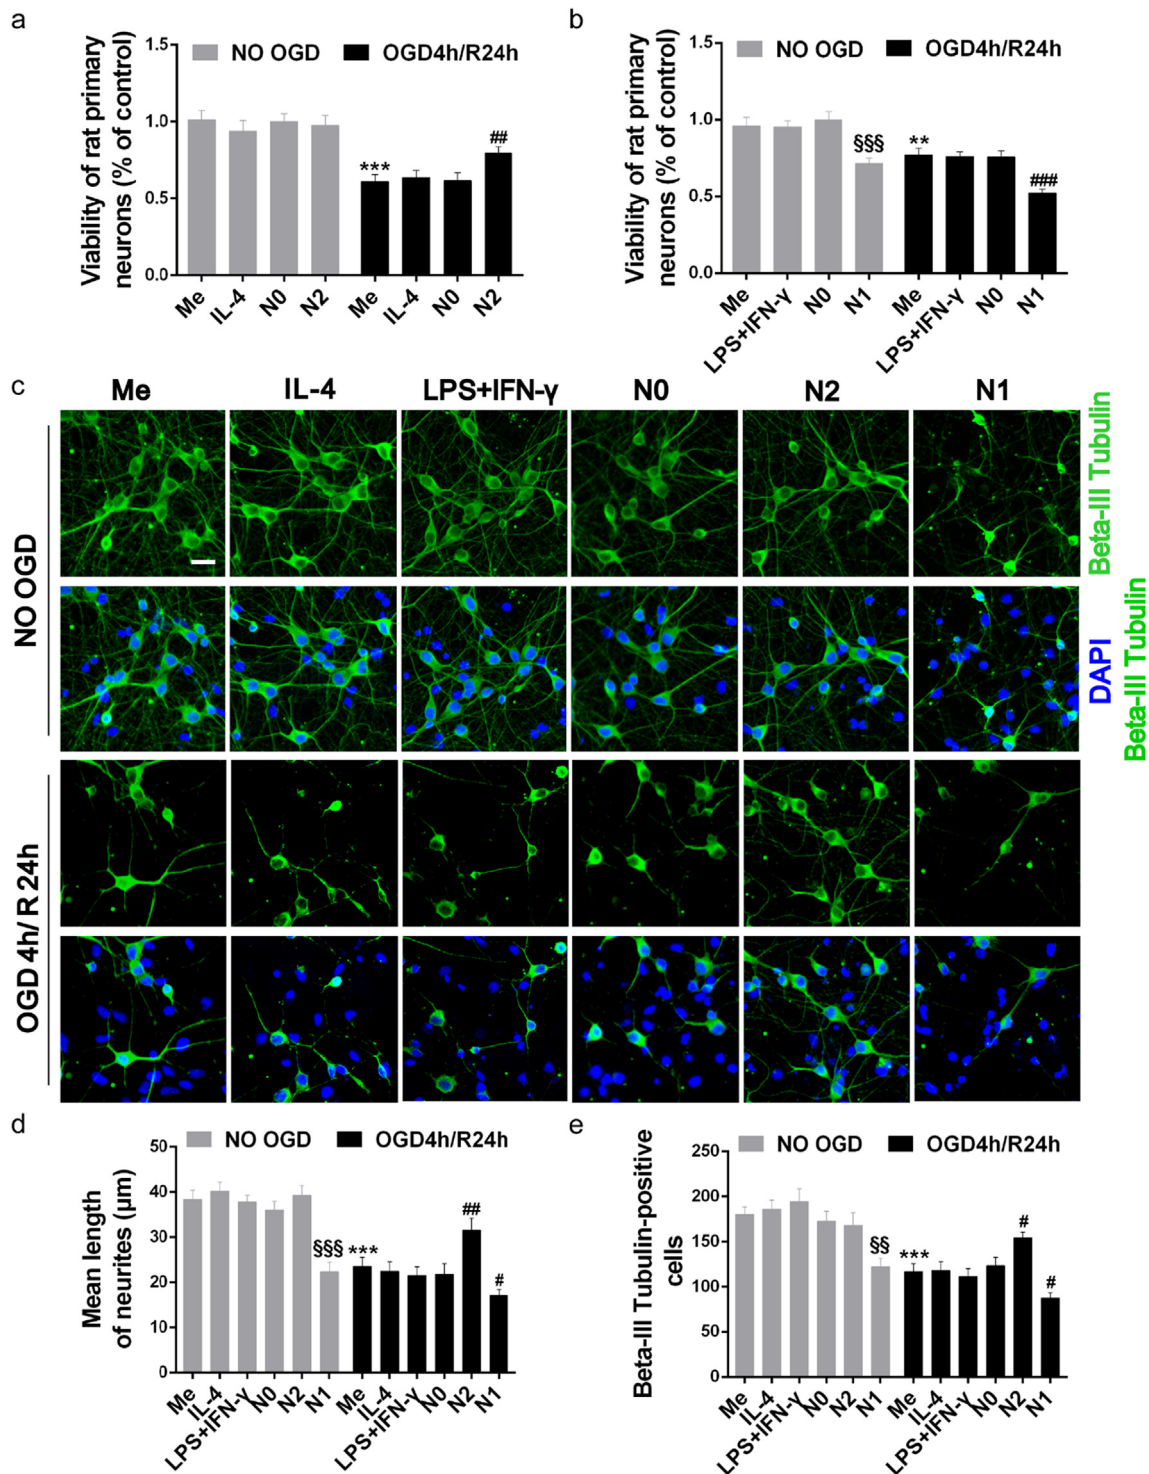 a
NO OGD
OGD4h/R24h
Viability of rat primary
neurons (% of control)
1.5
1.0
0.5
0.0
***
##
Me
IL-4
N0
N2
Me
IL-4
N0
N2
b
NO OGD
OGD4h/R24h
Viability of rat primary
neurons (% of control)
1.5
1.0
0.5
0.0
§§§
**
###
Me
LPS+IFN-γ
N0
N1
Me
LPS+IFN-γ
N0
N1
c
Me
IL-4
LPS+IFN-γ
N0
N2
N1
NO OGD
OGD 4h/ R 24h
Beta-III Tubulin
DAPI
Beta-III Tubulin
d
NO OGD
OGD4h/R24h
Mean length
of neurites (µm)
50
40
30
20
10
0
§§§
***
##
#
Me
IL-4
LPS+IFN-γ
N0
N2
N1
Me
IL-4
LPS+IFN-γ
N0
N2
N1
e
NO OGD
OGD4h/R24h
Beta-III Tubulin-positive
cells
250
200
150
100
50
0
§§
***
#
#
Me
IL-4
LPS+IFN-γ
N0
N2
N1
Me
IL-4
LPS+IFN-γ
N0
N2
N1